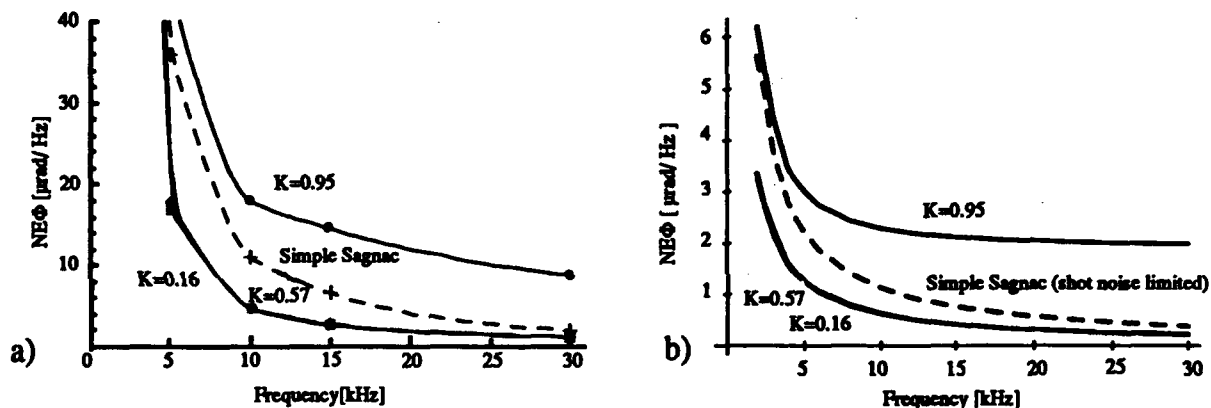 a)
NEΦ [μrad/ Hz]
40
30
20
10
0
5
10
15
20
25
30
K=0.95
Simple Sagnac
K=0.16
K=0.57
Frequency[kHz]
b)
NEΦ [ μrad/ Hz ]
6
5
4
3
2
1
5
10
15
20
25
30
K=0.95
Simple Sagnac (shot noise limited)
K=0.57
K=0.16
Frequency [kHz]